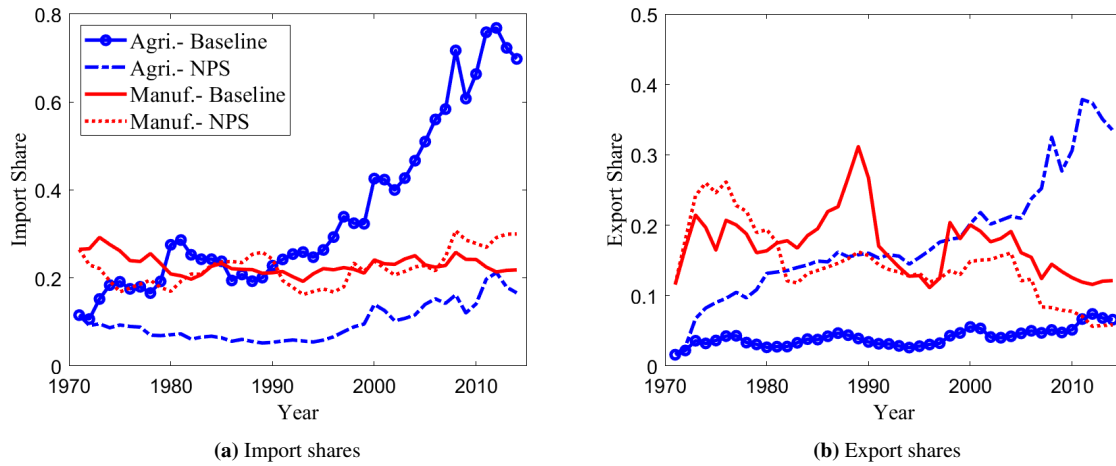 0.8
0.6
0.4
0.2
0
Import Share
Agri.- Baseline
Agri.- NPS
Manuf.- Baseline
Manuf.- NPS
1970 1980 1990 2000 2010
Year
(a) Import shares
0.5
0.4
0.3
0.2
0.1
0
Export Share
1970 1980 1990 2000 2010
Year
(b) Export shares